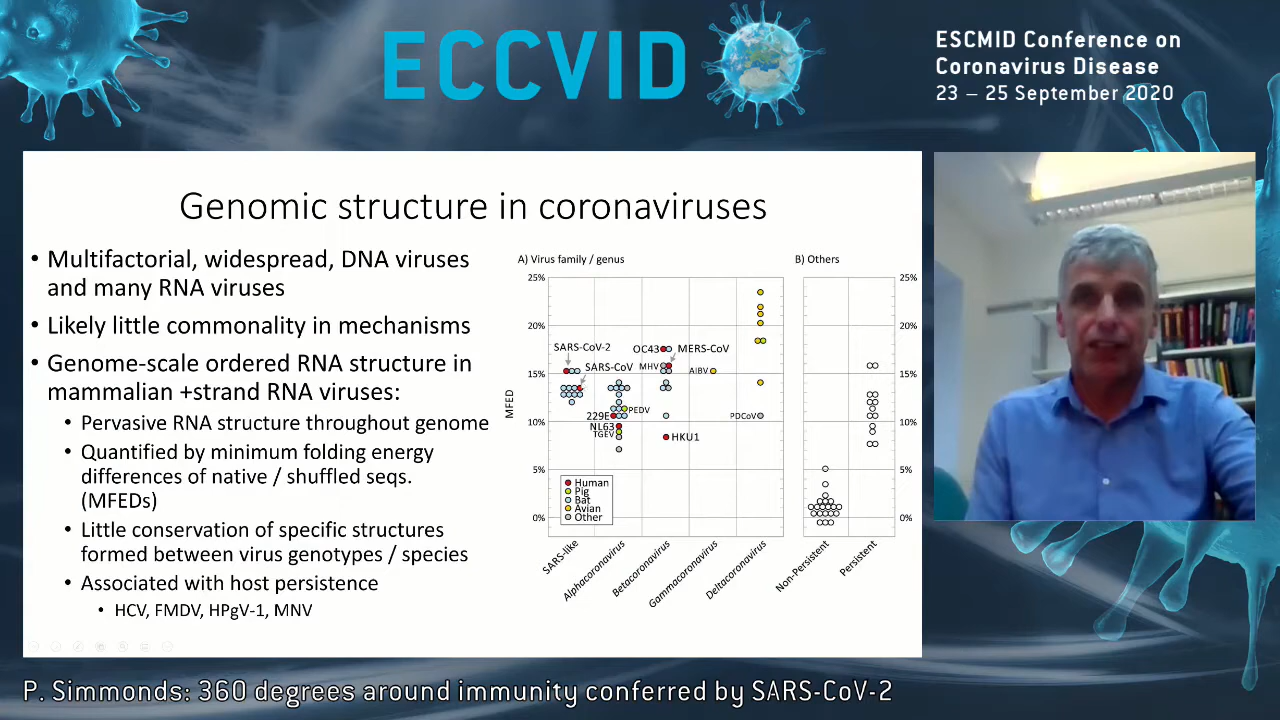 ECCVID
ESCMID Conference on
Coronavirus Disease
23 – 25 September 2020
Genomic structure in coronaviruses
• Multifactorial, widespread, DNA viruses
and many RNA viruses
• Likely little commonality in mechanisms
• Genome-scale ordered RNA structure in
mammalian +strand RNA viruses:
• Pervasive RNA structure throughout genome
• Quantified by minimum folding energy
differences of native / shuffled seqs.
(MFEDs)
• Little conservation of specific structures
formed between virus genotypes / species
• Associated with host persistence
• HCV, FMDV, HPgV-1, MNV
A) Virus family / genus
B) Others
25%
20%
15%
10%
5%
0%
MFED
SARS-CoV-2
SARS-CoV
229E
NL63
TGEV
PEDV
OC43
MERS-CoV
MHV
HKU1
AIBV
PDCoV
Human
Pig
Bat
Avian
Other
SARS-like
Alphacoronavirus
Betacoronavirus
Gammacoronavirus
Deltacoronavirus
25%
20%
15%
10%
5%
0%
Non-Persistent
Persistent
P. Simmonds: 360 degrees around immunity conferred by SARS-CoV-2